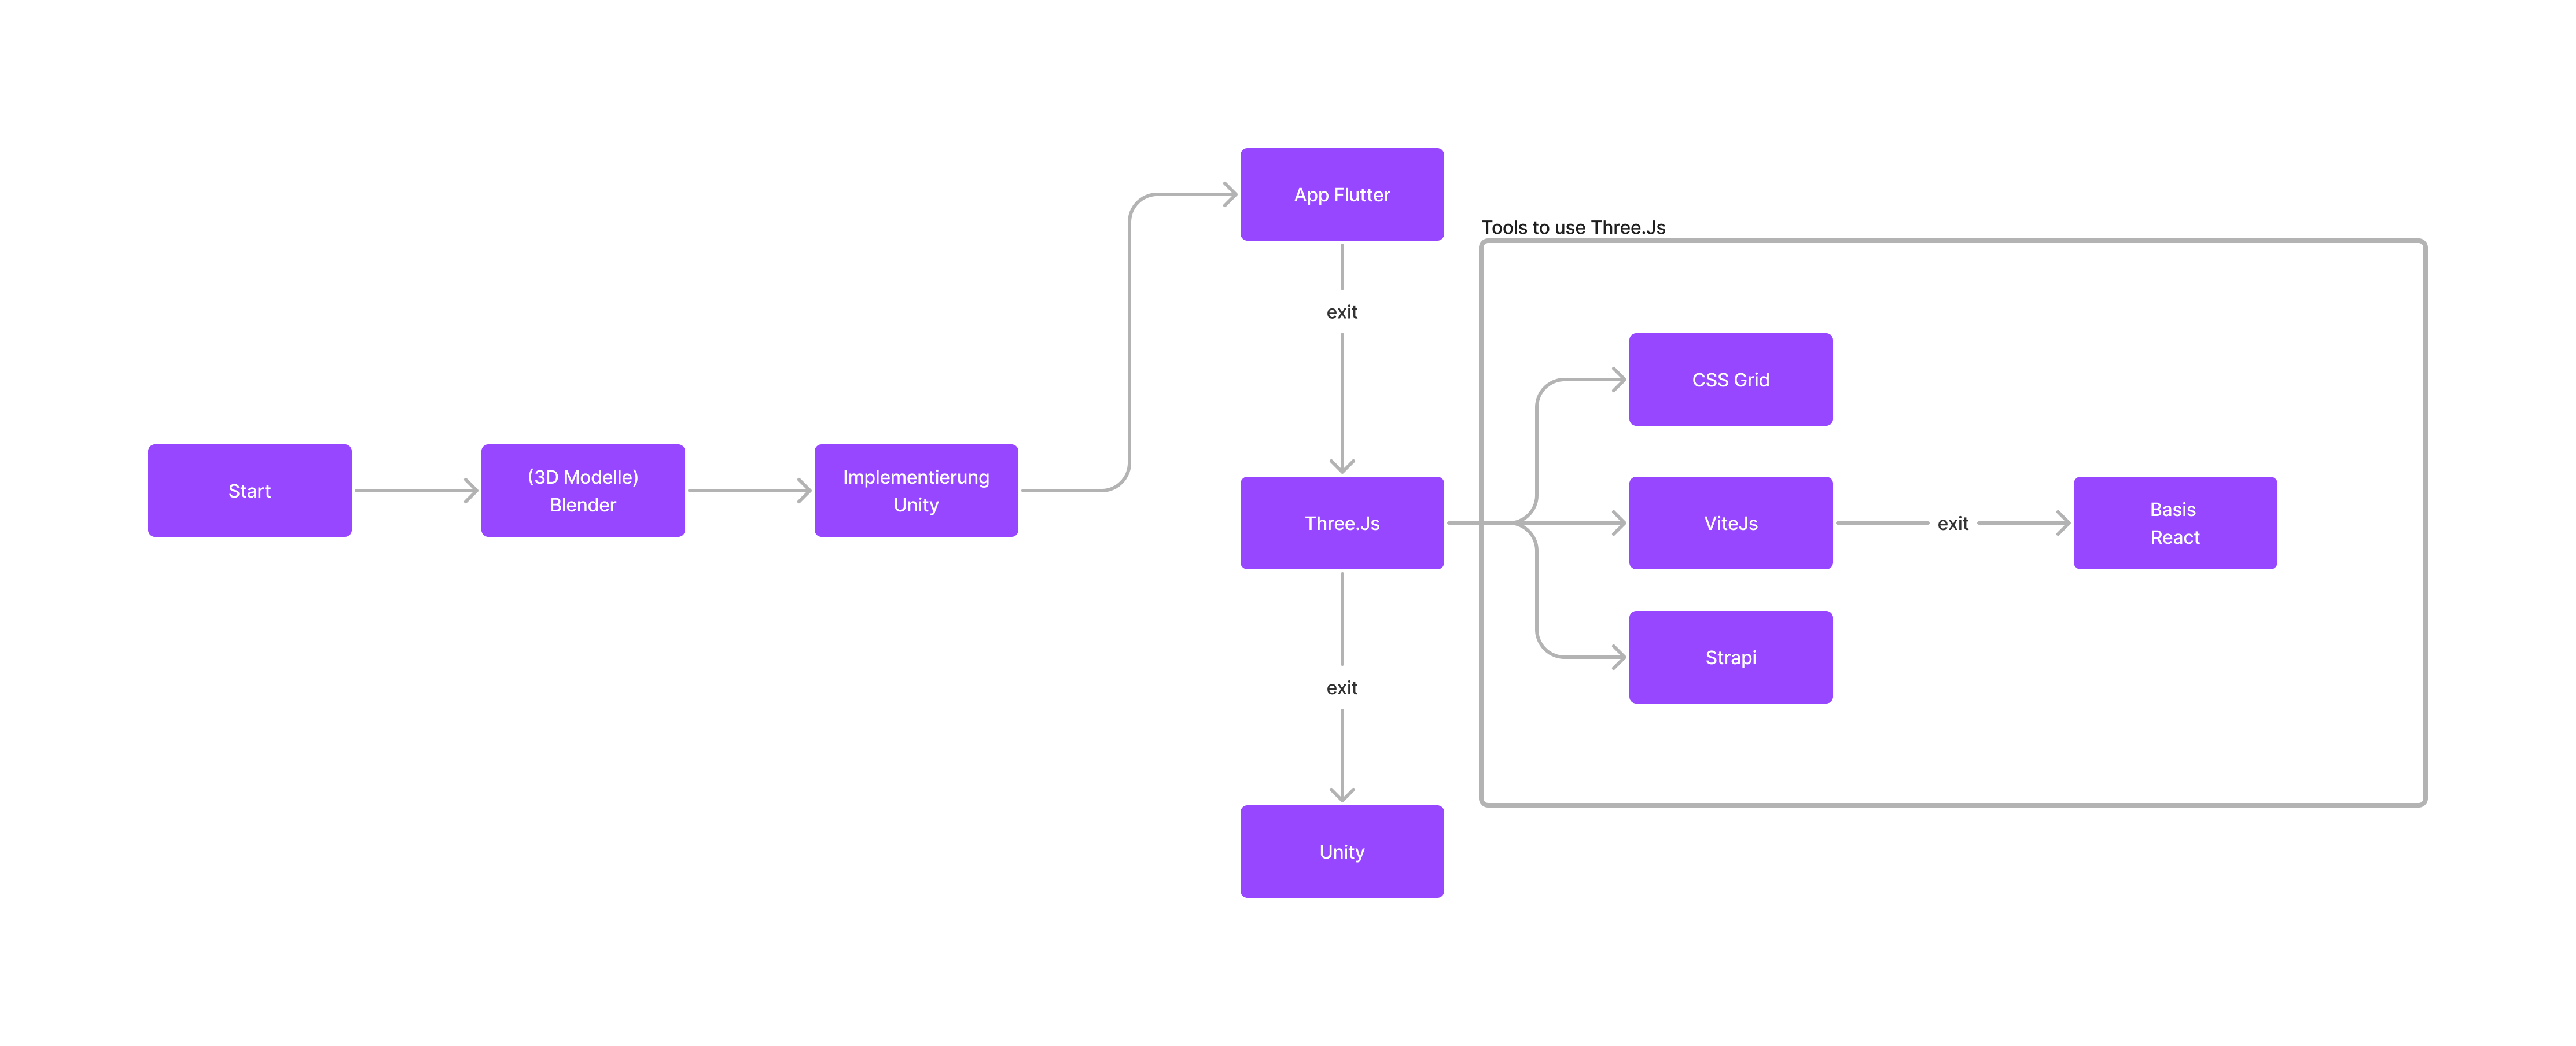 Start
(3D Modelle)
Blender
Implementierung
Unity
App Flutter
exit
Three.Js
exit
Unity
Tools to use Three.Js
CSS Grid
ViteJs
exit
Basis
React
Strapi